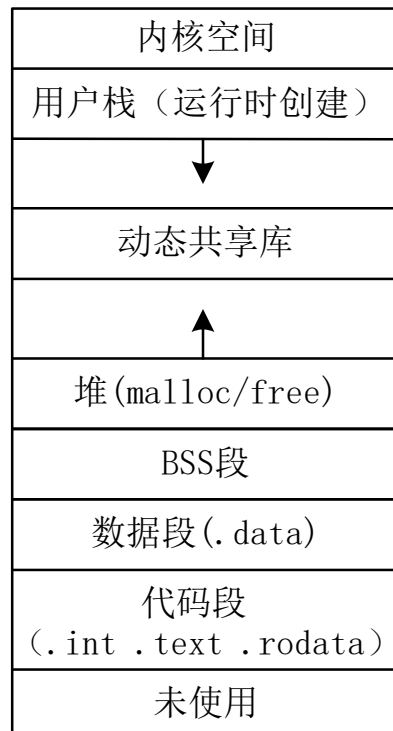 内核空间
用户栈（运行时创建）
动态共享库
堆(malloc/free)
BSS段
数据段(.data)
代码段
（.int .text .rodata）
未使用